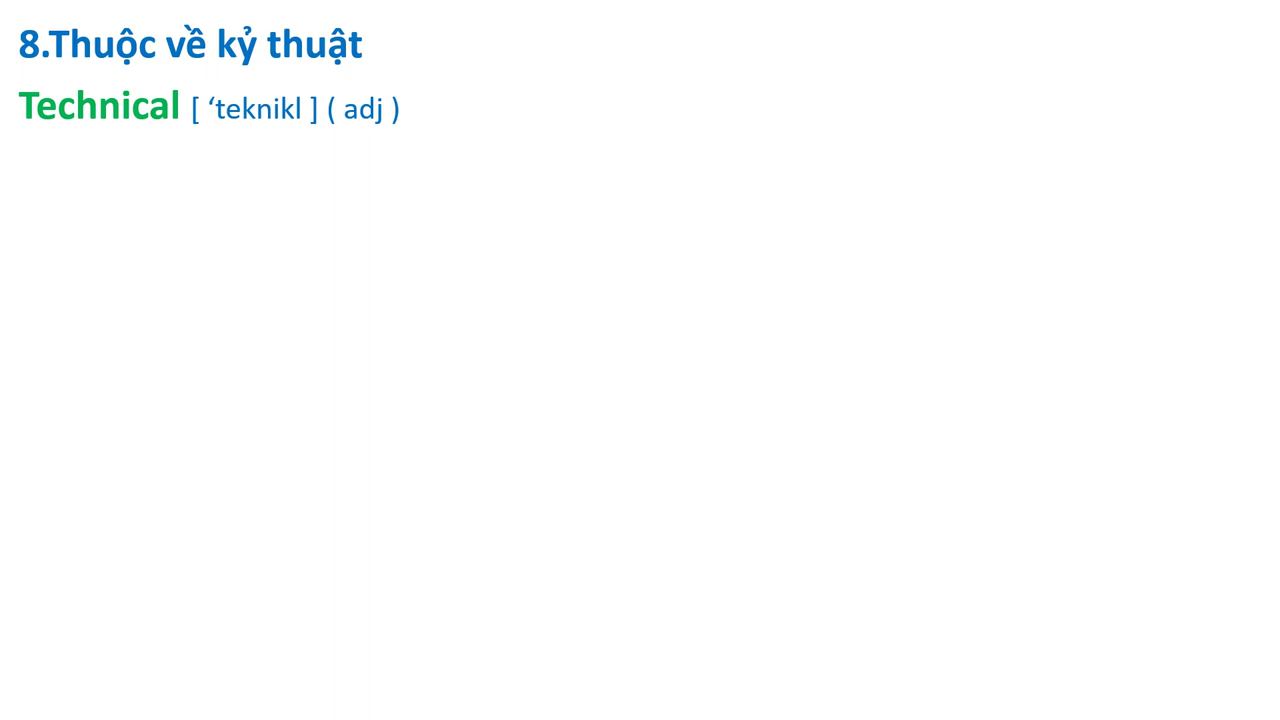 8.Thuộc về kỷ thuật
Technical [ ‘teknikl ] ( adj )